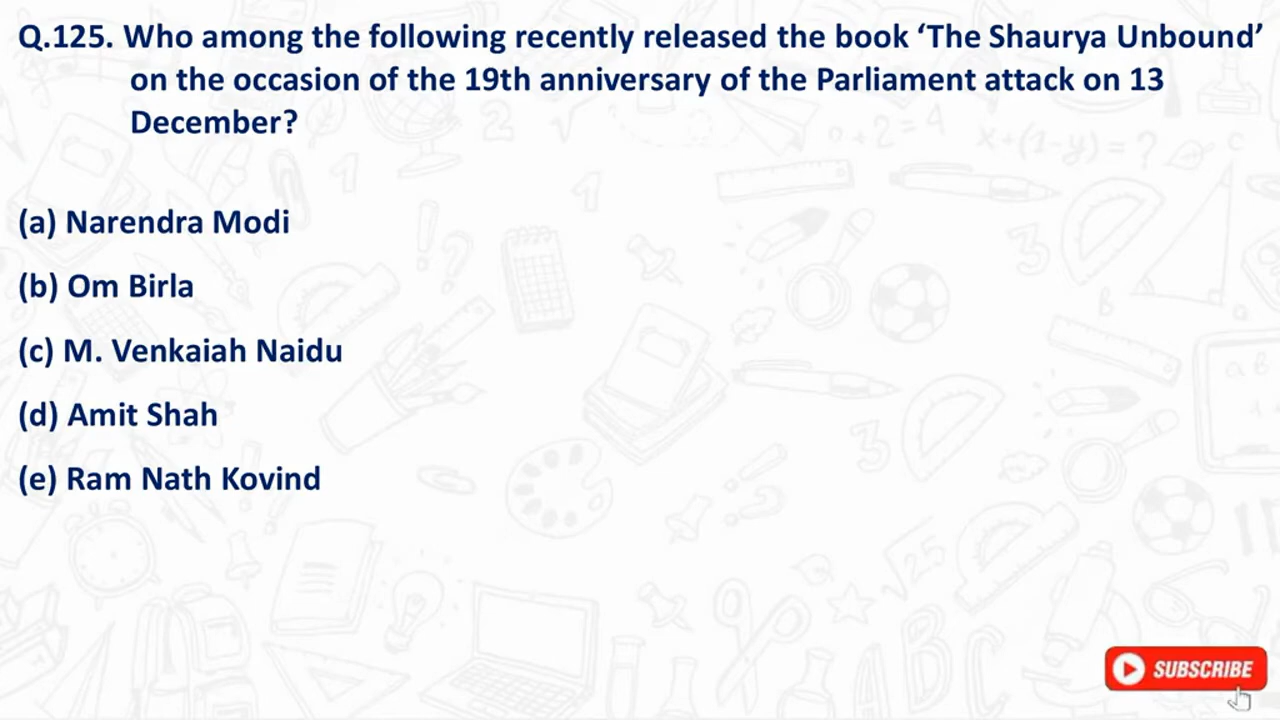 Q.125. Who among the following recently released the book ‘The Shaurya Unbound’
on the occasion of the 19th anniversary of the Parliament attack on 13
December?
(a) Narendra Modi
(b) Om Birla
(c) M. Venkaiah Naidu
(d) Amit Shah
(e) Ram Nath Kovind
SUBSCRIBE